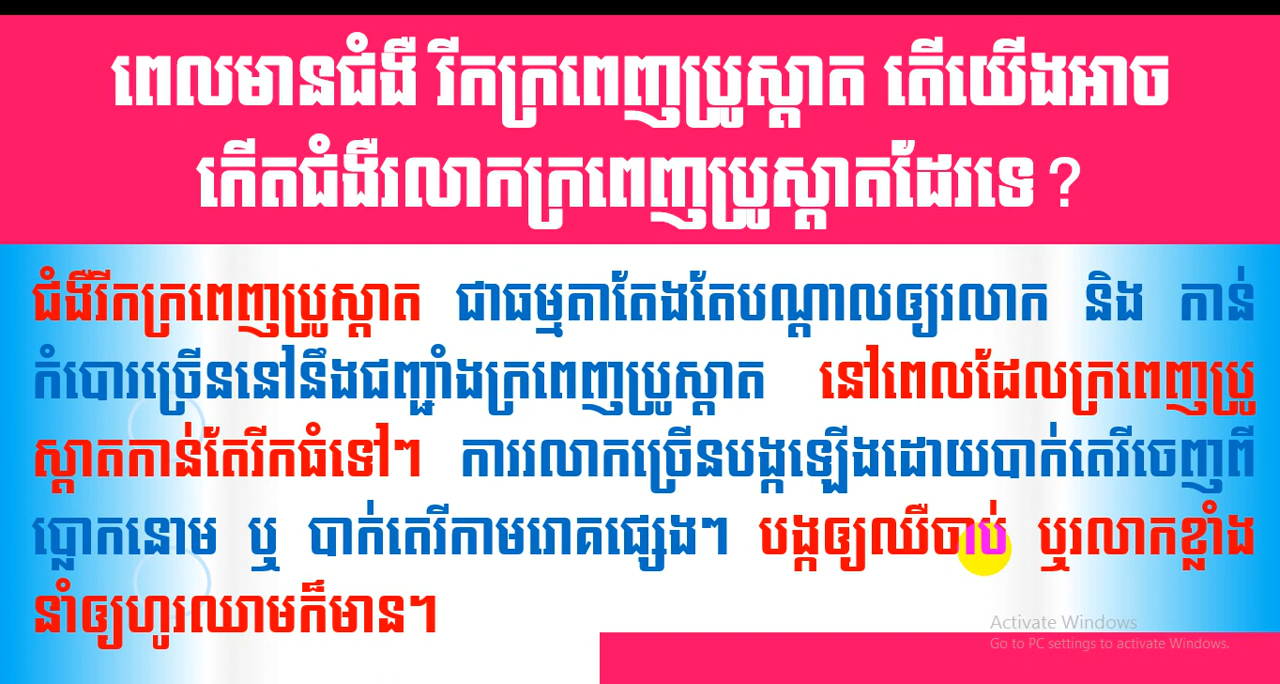 ពេលមានជំងឺ រីកក្រពេញប្រូស្តាត តើយើងអាច
កើតជំងឺរលាកក្រពេញប្រូស្តាតដែរទេ ?
ជំងឺរីកក្រពេញប្រូស្តាត ជាធម្មតាតែងតែបណ្តាលឲ្យរលាក និង កាន់
កំបោរច្រើននៅនឹងជញ្ជាំងក្រពេញប្រូស្តាត នៅពេលដែលក្រពេញប្រូ
ស្តាតកាន់តែរីកធំទៅៗ ការរលាកច្រើនបង្កឡើងដោយបាក់តេរីចេញពី
ប្លោកនោម ឬ បាក់តេរីកាមរោគផ្សេងៗ បង្កឲ្យឈឺចាប់ ឬរលាកខ្លាំង
នាំឲ្យហូរឈាមក៏មាន។
Activate Windows
Go to PC settings to activate Windows.